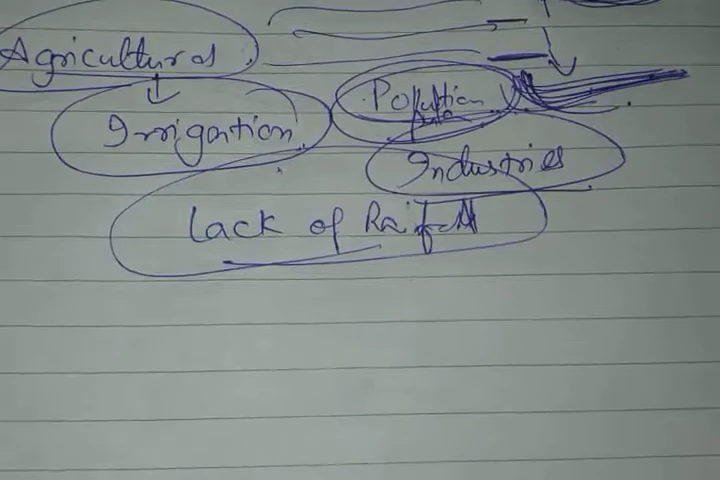 Agricultural
Irrigation
Pollution
Industries
Lack of Rainfall